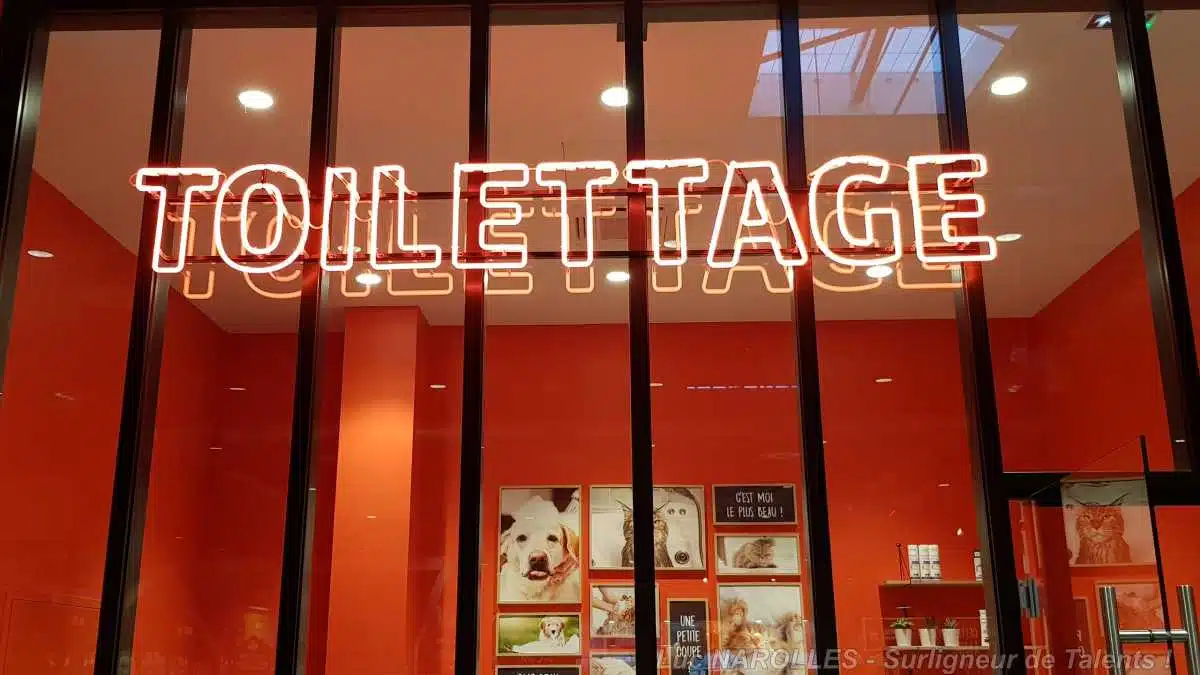 TOILETTAGE
C'EST MOI
LE PLUS BEAU !
UNE
PETITE
COUPE
Luc NAROLLES - Surligneur de Talents !